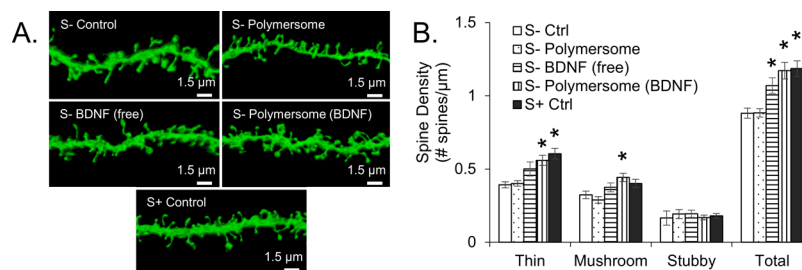 A.
S- Control
1.5 µm
S- Polymersome
1.5 µm
S- BDNF (free)
1.5 µm
S- Polymersome (BDNF)
1.5 µm
S+ Control
1.5 µm
B.
Spine Density
(# spines/µm)
1.5
1
0.5
0
S- Ctrl
S- Polymersome
S- BDNF (free)
S- Polymersome (BDNF)
S+ Ctrl
* *
*
* * *
Thin Mushroom Stubby Total